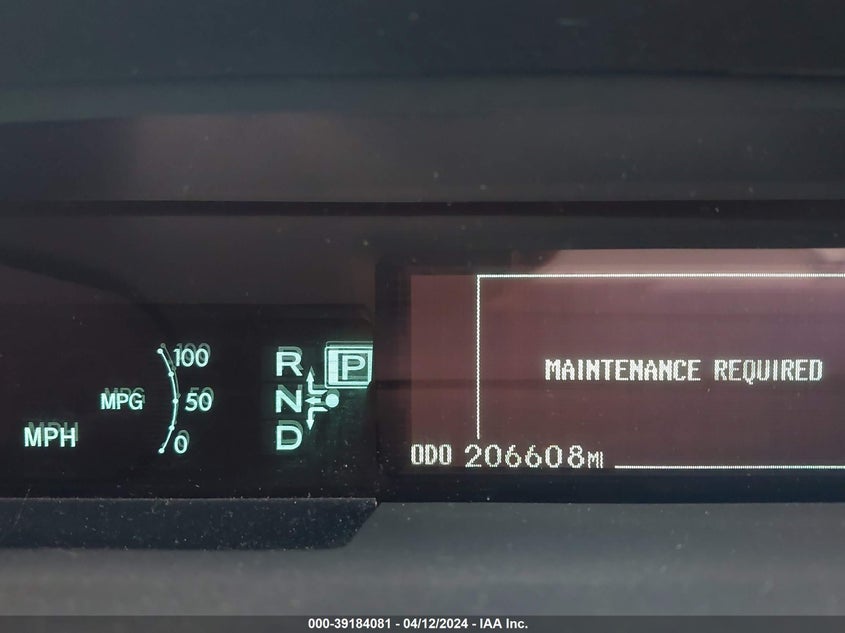 100
R P
MAINTENANCE REQUIRED
MPG 50 N
MPH 0 D
ODO 206608MI
000-39184081 - 04/12/2024 - IAA Inc.